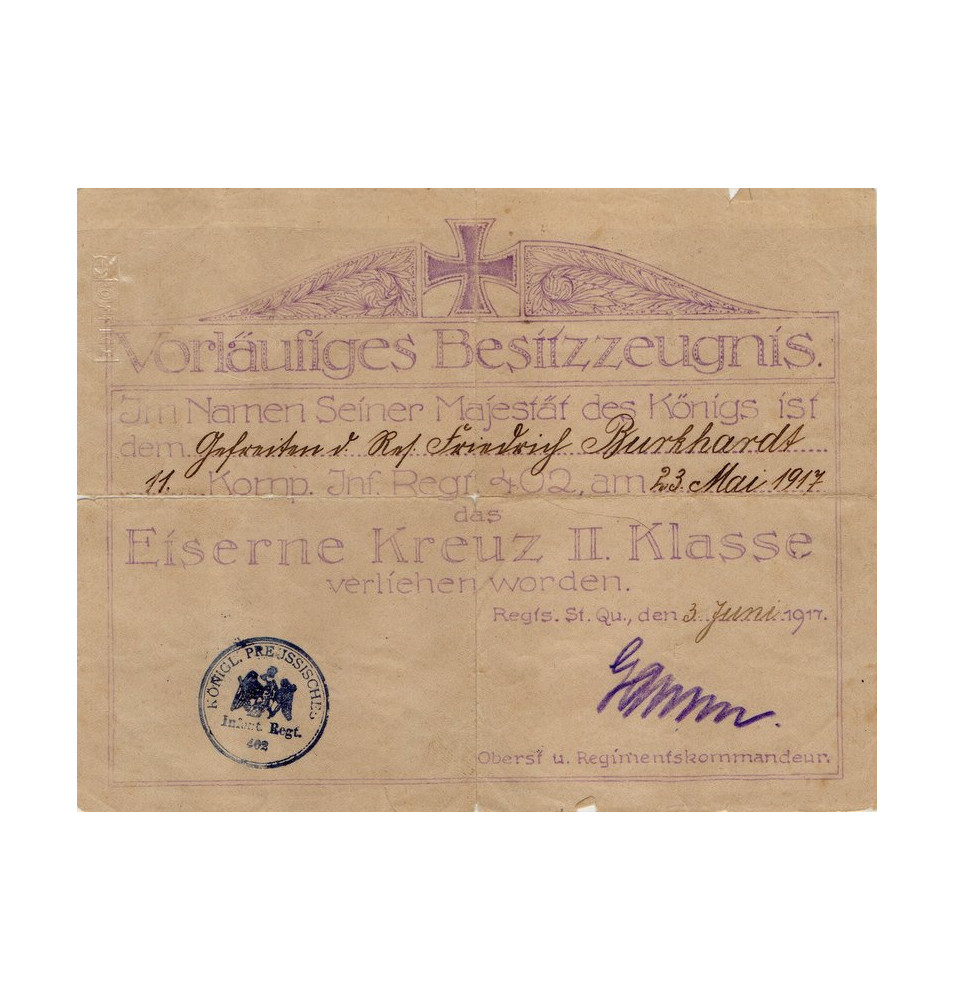 Vorläufiges Besitzzeugnis.
Im Namen Seiner Majestät des Königs ist
dem Gefreiten d. Res. Friedrich Burkhardt
11. Komp. Inf. Regt. 402, am 23. Mai 1917
das
Eiserne Kreuz II. Klasse
verliehen worden.
Regts. St. Qu., den 3. Juni 1917.
KÖNIGL. PREUSSISCHES
Infant. Regt.
402
Oberst u. Regimentskommandeur.